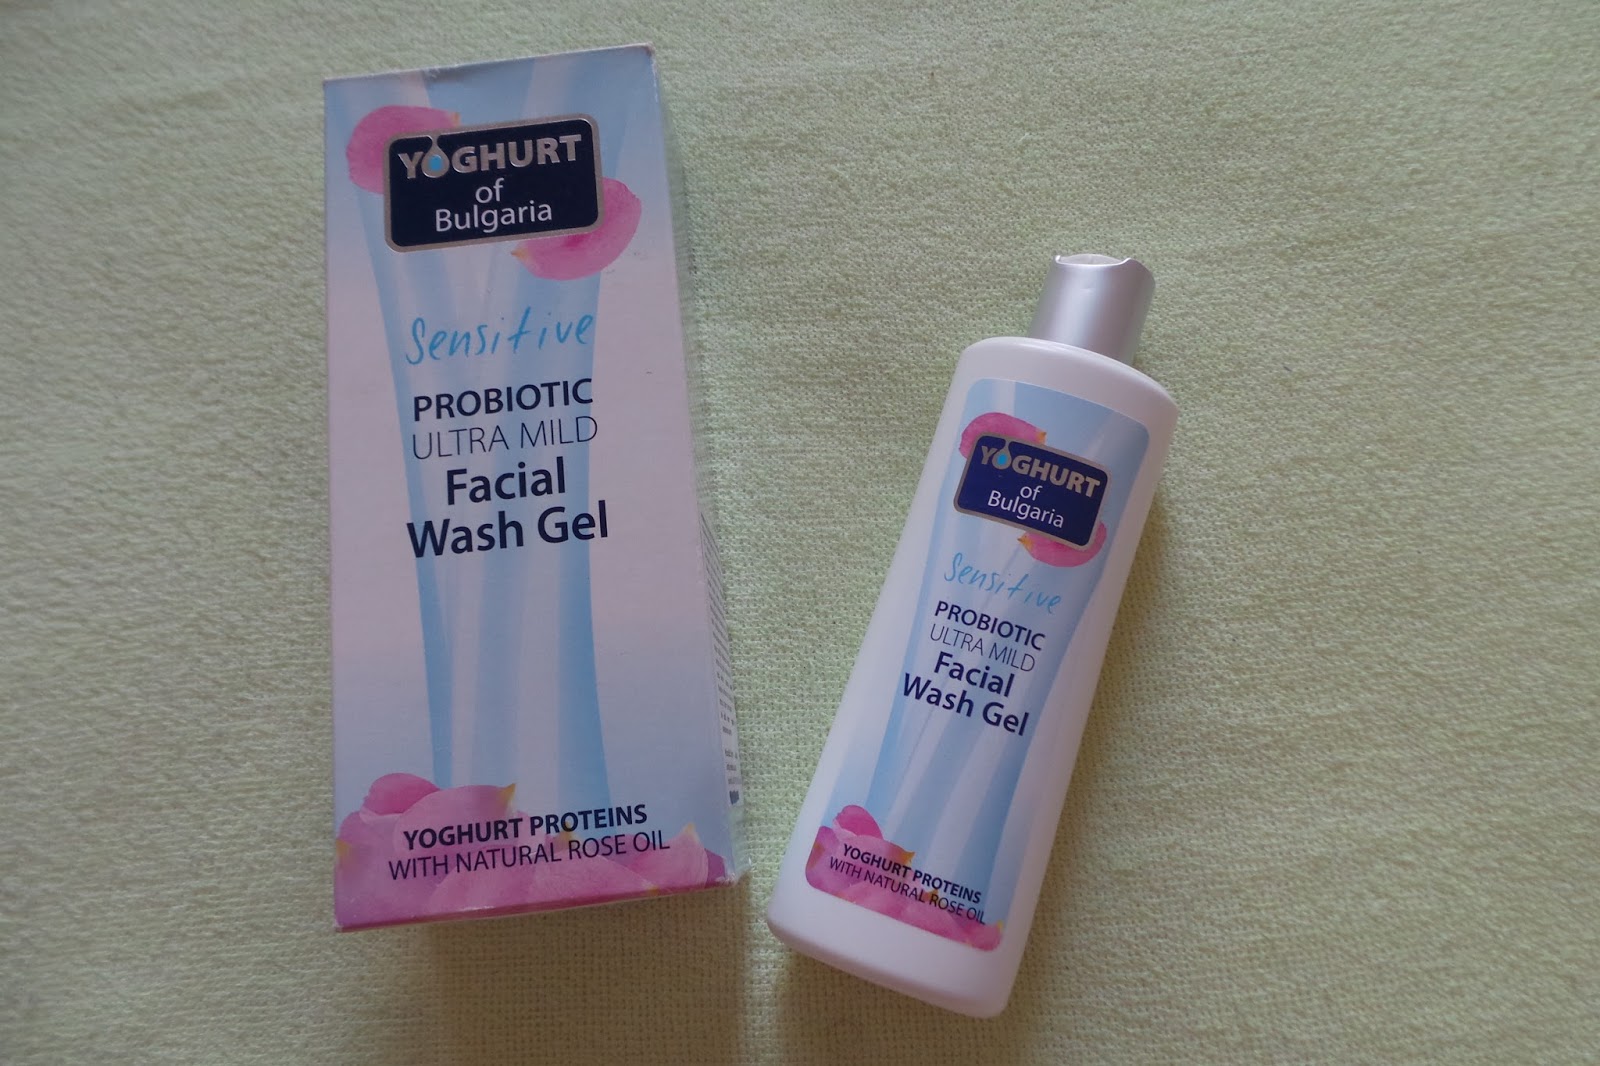 YOGHURT
of
Bulgaria
Sensitive
PROBIOTIC
ULTRA MILD
Facial
Wash Gel
YOGHURT PROTEINS
WITH NATURAL ROSE OIL
YOGHURT
of
Bulgaria
Sensitive
PROBIOTIC
ULTRA MILD
Facial
Wash Gel
YOGHURT PROTEINS
WITH NATURAL ROSE OIL